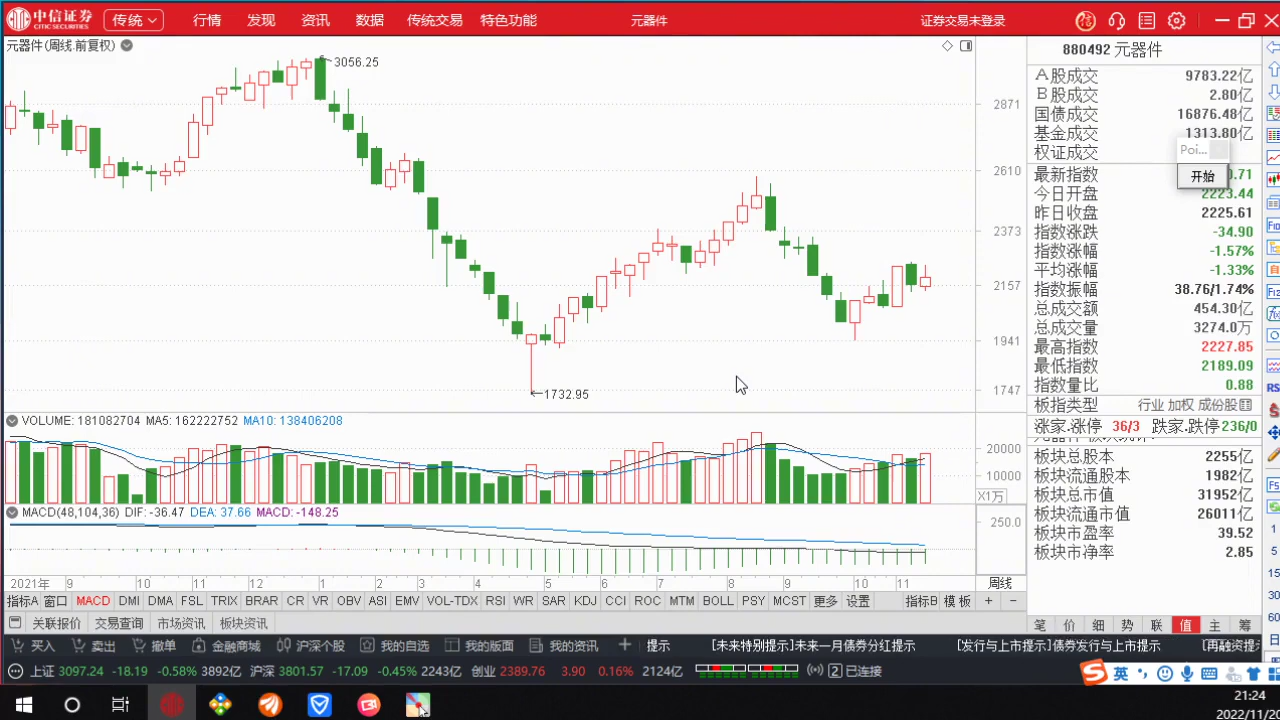 中信证券 CITIC SECURITIES 传统 行情 发现 资讯 数据 传统交易 特色功能 元器件 证券交易未登录
元器件(周线.前复权)
3056.25
1732.95
2871
2610
2373
2157
1941
1747
VOLUME: 181082704 MA5: 162222752 MA10: 138406208
20000
10000
X1万
MACD(48,104,36) DIF: -36.47 DEA: 37.66 MACD: -148.25
250.0
2021年 9 10 11 12 1 2 3 4 5 6 7 8 9 10 11 周线
指标A 窗口 MACD DMI DMA FSL TRIX BRAR CR VR OBV ASI EMV VOL-TDX RSI WR SAR KDJ CCI ROC MTM BOLL PSY MCST 更多 设置 指标B 模板 + −
关联报价 交易查询 市场资讯 板块资讯
880492 元器件
A股成交 9783.22亿
B股成交 2.80亿
国债成交 16876.48亿
基金成交 1313.80亿
权证成交
Poi...
开始
最新指数 .71
今日开盘 2223.44
昨日收盘 2225.61
指数涨跌 -34.90
指数涨幅 -1.57%
平均涨幅 -1.33%
指数振幅 38.76/1.74%
总成交额 454.30亿
总成交量 3274.0万
最高指数 2227.85
最低指数 2189.09
指数量比 0.88
板指类型 行业 加权 成份股
涨家.涨停 36/3 跌家.跌停 236/0
板块总股本 2255亿
板块流通股本 1982亿
板块总市值 31952亿
板块流通市值 26011亿
板块市盈率 39.52
板块市净率 2.85
笔 价 细 势 联 值 主 筹
买入 卖出 撤单 金融商城 沪深个股 我的自选 我的版面 我的资讯 提示 [未来特别提示]未来一月债券分红提示 [发行与上市提示]债券发行与上市提示 [再融资提
上证 3097.24 -18.19 -0.58% 3892亿 沪深 3801.57 -17.09 -0.45% 2243亿 创业 2389.76 3.90 0.16% 2124亿 2 已连接
英
21:24
2022/11/20